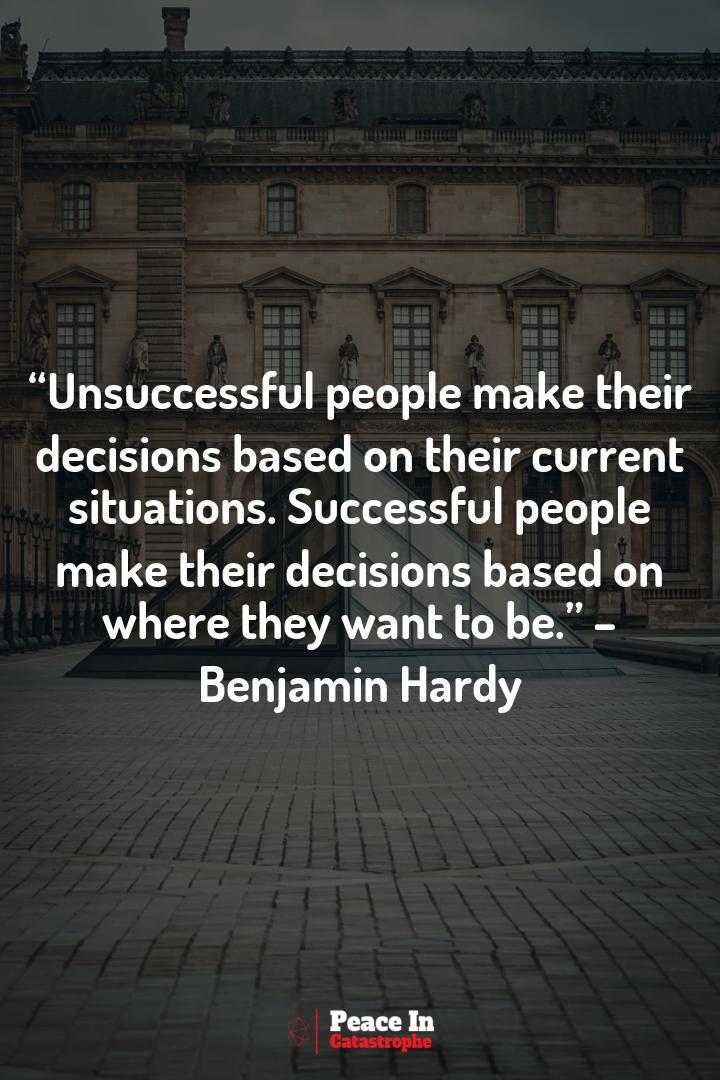 “Unsuccessful people make their
decisions based on their current
situations. Successful people
make their decisions based on
where they want to be.” –
Benjamin Hardy
Peace In
Catastrophe